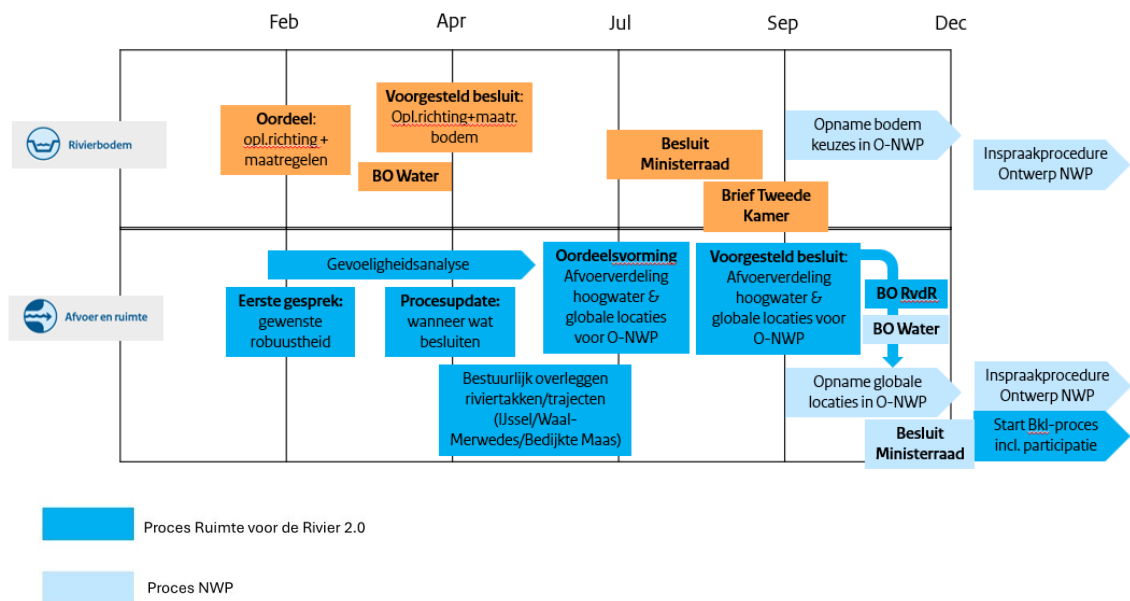 Feb
Apr
Jul
Sep
Dec
Rivierbodem
Oordeel:
opl.richting +
maatregelen
Voorgesteld besluit:
Opl.richting+maatr.
bodem
BO Water
Besluit
Ministerraad
Brief Tweede
Kamer
Opname bodem
keuzes in O-NWP
Inspraakprocedure
Ontwerp NWP
Afvoer en ruimte
Gevoeligheidsanalyse
Eerste gesprek:
gewenste
robuustheid
Procesupdate:
wanneer wat
besluiten
Bestuurlijk overleggen
riviertakken/trajecten
(IJssel/Waal-
Merwedes/Bedijkte Maas)
Oordeelsvorming
Afvoerverdeling
hoogwater &
globale locaties
voor O-NWP
Voorgesteld besluit:
Afvoerverdeling
hoogwater &
globale locaties voor
O-NWP
BO RvdR
BO Water
Opname globale
locaties in O-NWP
Besluit
Ministerraad
Inspraakprocedure
Ontwerp NWP
Start Bkl-proces
incl. participatie
Proces Ruimte voor de Rivier 2.0
Proces NWP